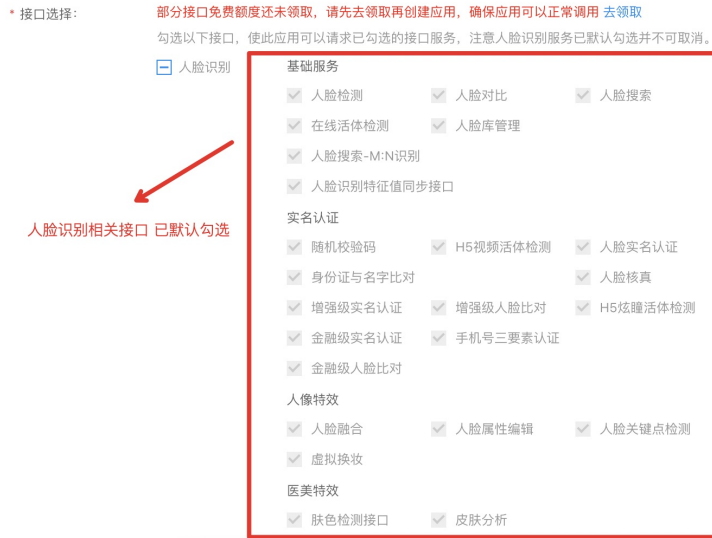 * 接口选择： 部分接口免费额度还未领取，请先去领取再创建应用，确保应用可以正常调用 去领取
勾选以下接口，使此应用可以请求已勾选的接口服务，注意人脸识别服务已默认勾选并不可取消。
人脸识别 基础服务
人脸检测 人脸对比 人脸搜索
在线活体检测 人脸库管理
人脸搜索-M:N识别
人脸识别特征值同步接口
实名认证
人脸识别相关接口 已默认勾选
随机校验码 H5视频活体检测 人脸实名认证
身份证与名字比对 人脸核真
增强级实名认证 增强级人脸比对 H5炫瞳活体检测
金融级实名认证 手机号三要素认证
金融级人脸比对
人像特效
人脸融合 人脸属性编辑 人脸关键点检测
虚拟换妆
医美特效
肤色检测接口 皮肤分析